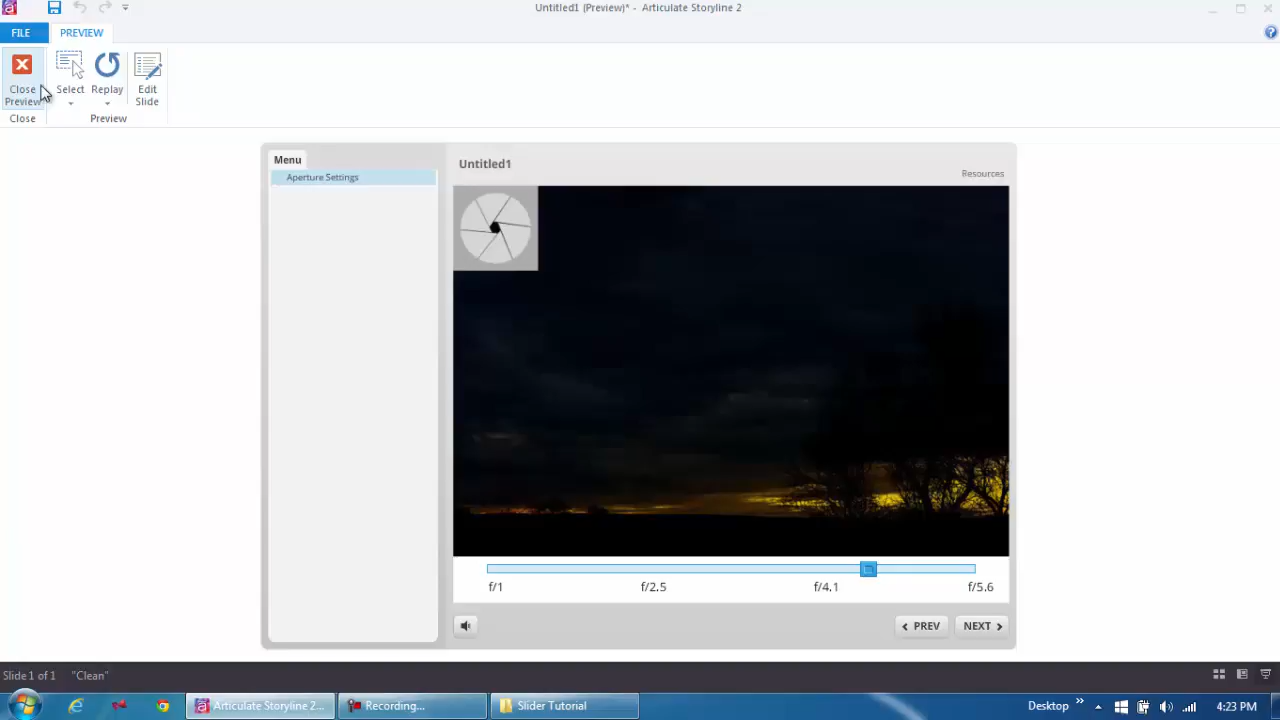 Untitled1 (Preview)* - Articulate Storyline 2
FILE
PREVIEW
Close
Preview
Select
Replay
Edit
Slide
Close
Preview
Menu
Aperture Settings
Untitled1
Resources
f/1
f/2.5
f/4.1
f/5.6
PREV
NEXT
Slide 1 of 1
"Clean"
Articulate Storyline 2...
Recording...
Slider Tutorial
Desktop
4:23 PM